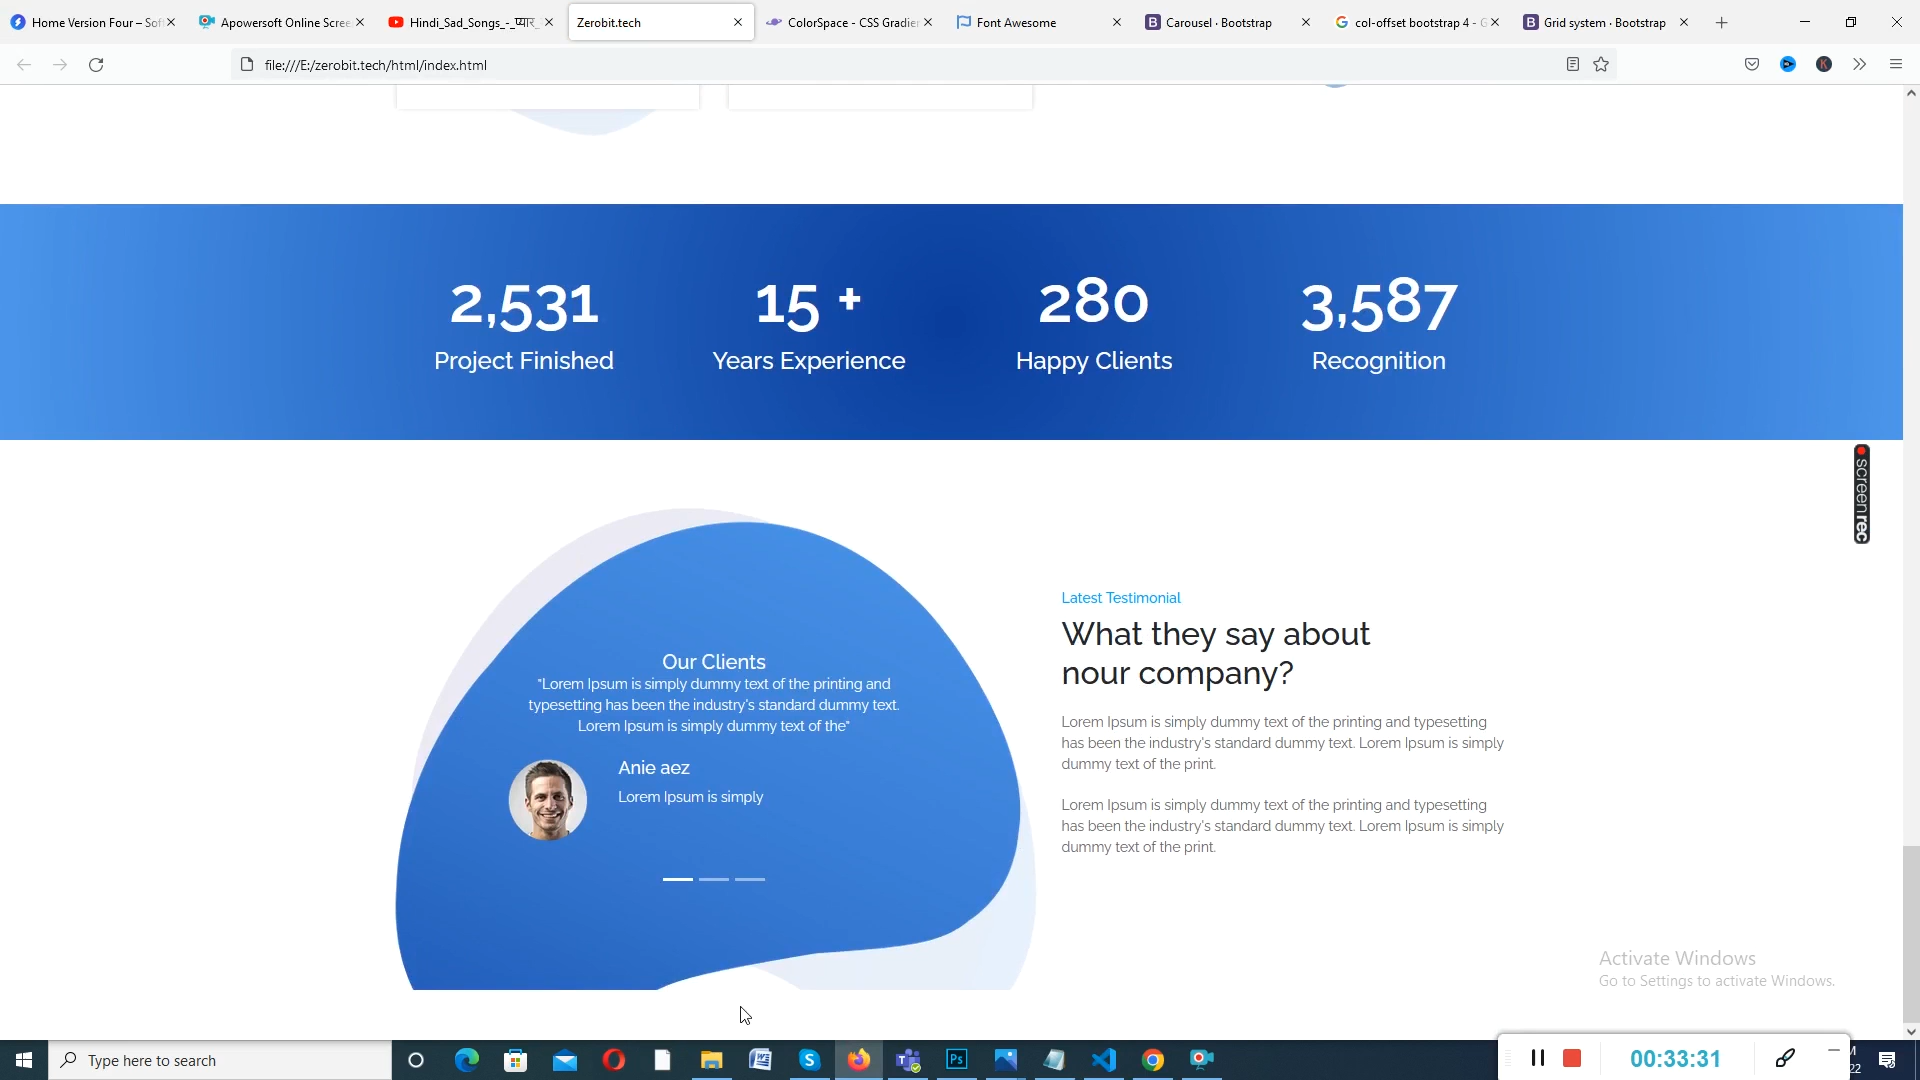 Home Version Four – Sof
Apowersoft Online Scree
Hindi_Sad_Songs_-_प्यार_
Zerobit.tech
ColorSpace - CSS Gradien
Font Awesome
Carousel · Bootstrap
col-offset bootstrap 4 - G
Grid system · Bootstrap
file:///E:/zerobit.tech/html/index.html
K
2,531
15 +
280
3,587
Project Finished
Years Experience
Happy Clients
Recognition
screenrec
Latest Testimonial
What they say about
nour company?
Our Clients
"Lorem Ipsum is simply dummy text of the printing and
typesetting has been the industry's standard dummy text.
Lorem Ipsum is simply dummy text of the"
Anie aez
Lorem Ipsum is simply
Lorem Ipsum is simply dummy text of the printing and typesetting
has been the industry's standard dummy text. Lorem Ipsum is simply
dummy text of the print.
Lorem Ipsum is simply dummy text of the printing and typesetting
has been the industry's standard dummy text. Lorem Ipsum is simply
dummy text of the print.
Activate Windows
Go to Settings to activate Windows.
Type here to search
Ps
00:33:31
M
22